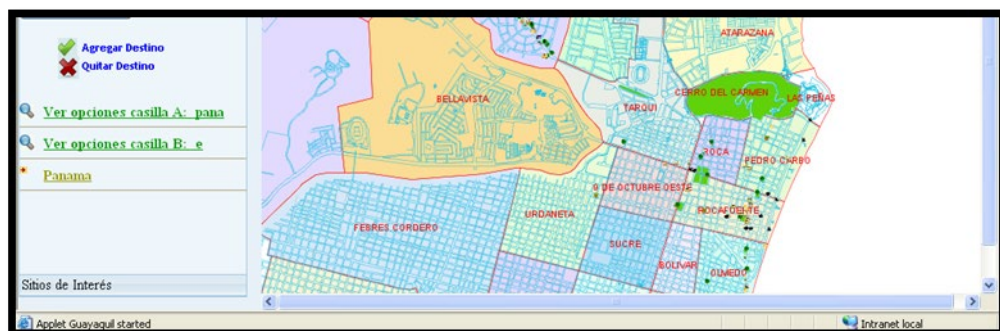 Agregar Destino
Quitar Destino
Ver opciones casilla A: pana
Ver opciones casilla B: e
Panama
Sitios de Interés
ATARAZANA
BELLAVISTA
CERRO DEL CARMEN
LAS PEÑAS
TARQUI
ROCA
PEDRO CARBO
9 DE OCTUBRE OESTE
URDANETA
ROCAFUERTE
FEBRES CORDERO
SUCRE
BOLIVAR
OLMEDO
Applet Guayaquil started
Intranet local